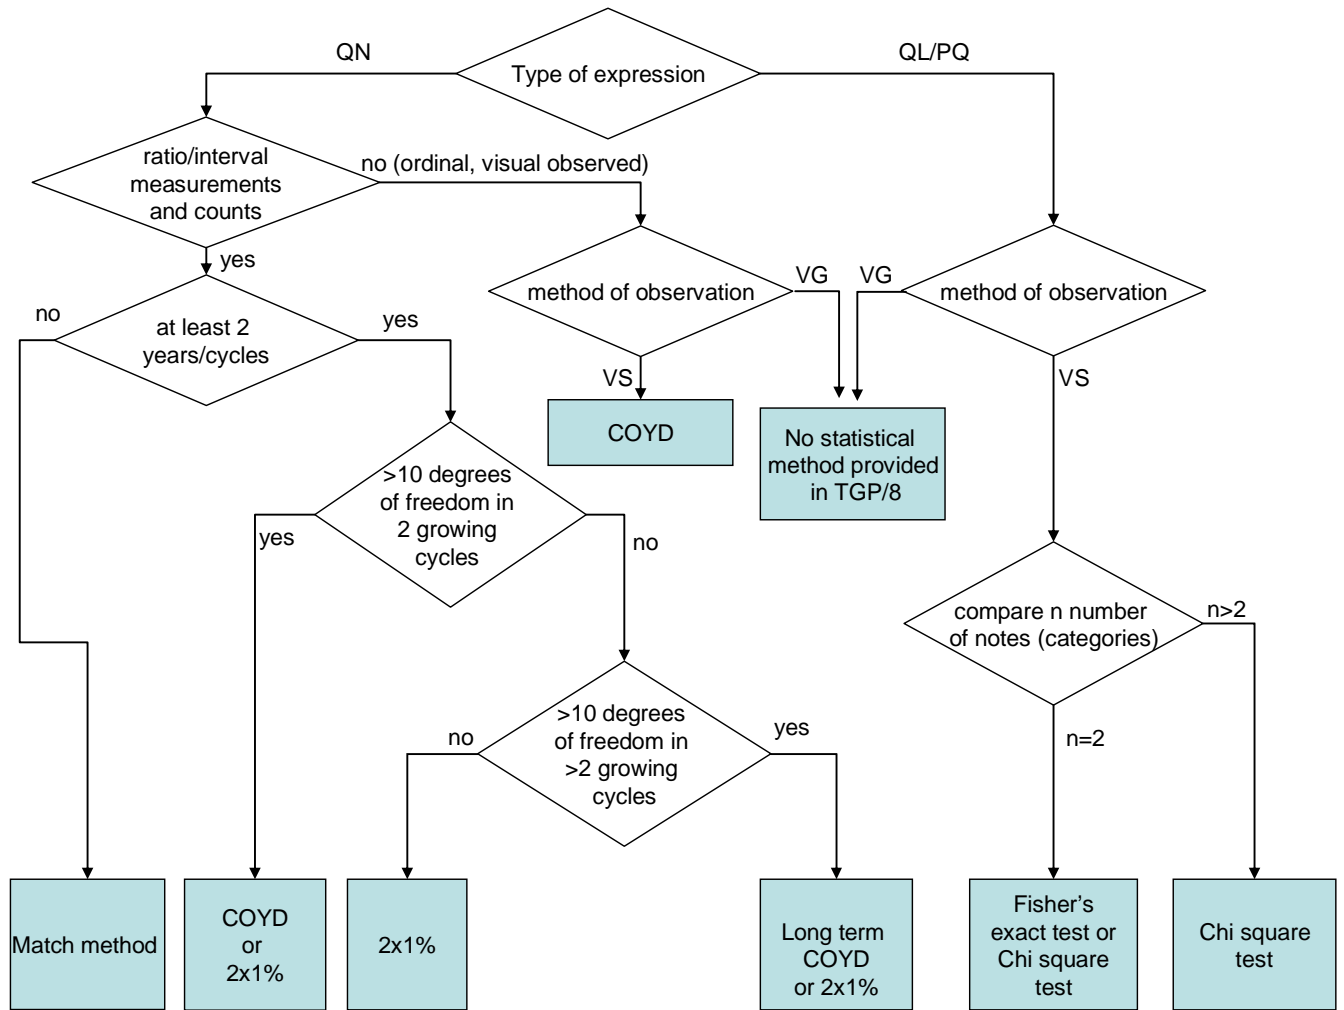 QN
QL/PQ
Type of expression
ratio/interval
measurements
and counts
no (ordinal, visual observed)
yes
VG
VG
method of observation
method of observation
no
at least 2
years/cycles
yes
VS
VS
COYD
No statistical
method provided
in TGP/8
>10 degrees
of freedom in
2 growing
cycles
yes
no
compare n number
of notes (categories)
n>2
n=2
>10 degrees
of freedom in
>2 growing
cycles
no
yes
Match method
COYD
or
2x1%
2x1%
Long term
COYD
or 2x1%
Fisher's
exact test or
Chi square
test
Chi square
test